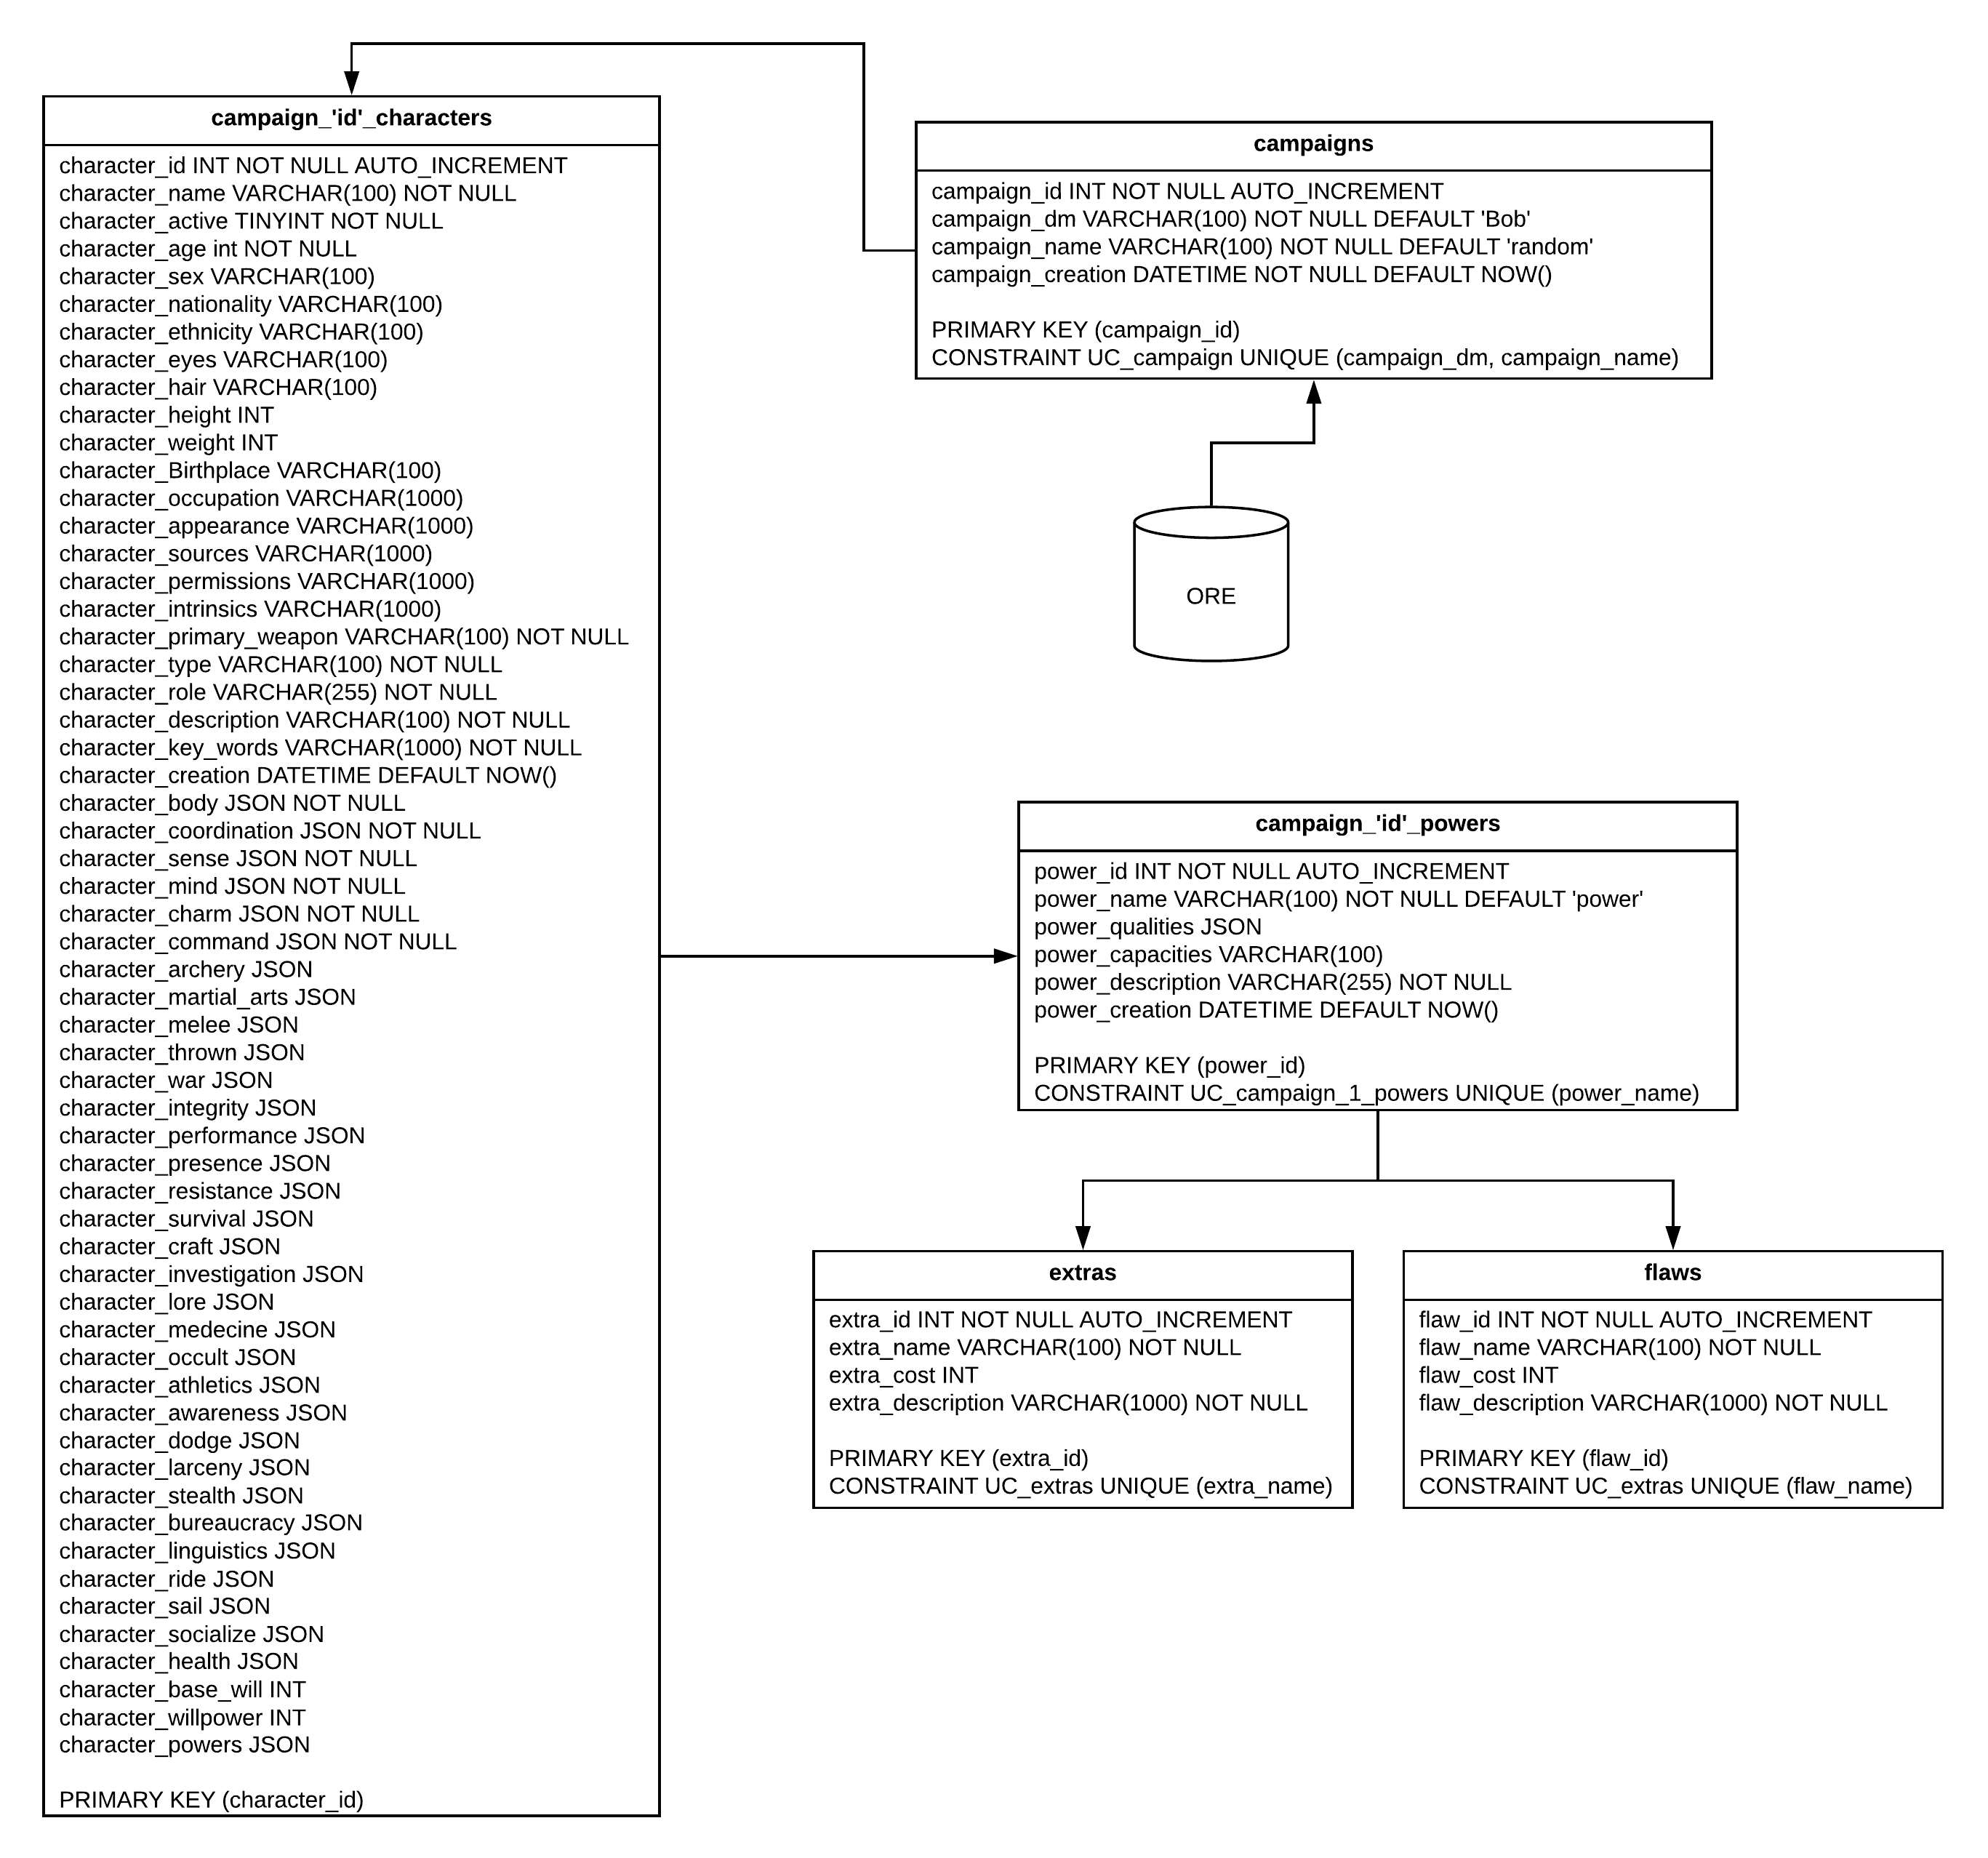 campaign_'id'_characters
character_id INT NOT NULL AUTO_INCREMENT
character_name VARCHAR(100) NOT NULL
character_active TINYINT NOT NULL
character_age int NOT NULL
character_sex VARCHAR(100)
character_nationality VARCHAR(100)
character_ethnicity VARCHAR(100)
character_eyes VARCHAR(100)
character_hair VARCHAR(100)
character_height INT
character_weight INT
character_Birthplace VARCHAR(100)
character_occupation VARCHAR(1000)
character_appearance VARCHAR(1000)
character_sources VARCHAR(1000)
character_permissions VARCHAR(1000)
character_intrinsics VARCHAR(1000)
character_primary_weapon VARCHAR(100) NOT NULL
character_type VARCHAR(100) NOT NULL
character_role VARCHAR(255) NOT NULL
character_description VARCHAR(100) NOT NULL
character_key_words VARCHAR(1000) NOT NULL
character_creation DATETIME DEFAULT NOW()
character_body JSON NOT NULL
character_coordination JSON NOT NULL
character_sense JSON NOT NULL
character_mind JSON NOT NULL
character_charm JSON NOT NULL
character_command JSON NOT NULL
character_archery JSON
character_martial_arts JSON
character_melee JSON
character_thrown JSON
character_war JSON
character_integrity JSON
character_performance JSON
character_presence JSON
character_resistance JSON
character_survival JSON
character_craft JSON
character_investigation JSON
character_lore JSON
character_medecine JSON
character_occult JSON
character_athletics JSON
character_awareness JSON
character_dodge JSON
character_larceny JSON
character_stealth JSON
character_bureaucracy JSON
character_linguistics JSON
character_ride JSON
character_sail JSON
character_socialize JSON
character_health JSON
character_base_will INT
character_willpower INT
character_powers JSON
PRIMARY KEY (character_id)
campaigns
campaign_id INT NOT NULL AUTO_INCREMENT
campaign_dm VARCHAR(100) NOT NULL DEFAULT 'Bob'
campaign_name VARCHAR(100) NOT NULL DEFAULT 'random'
campaign_creation DATETIME NOT NULL DEFAULT NOW()
PRIMARY KEY (campaign_id)
CONSTRAINT UC_campaign UNIQUE (campaign_dm, campaign_name)
ORE
campaign_'id'_powers
power_id INT NOT NULL AUTO_INCREMENT
power_name VARCHAR(100) NOT NULL DEFAULT 'power'
power_qualities JSON
power_capacities VARCHAR(100)
power_description VARCHAR(255) NOT NULL
power_creation DATETIME DEFAULT NOW()
PRIMARY KEY (power_id)
CONSTRAINT UC_campaign_1_powers UNIQUE (power_name)
extras
extra_id INT NOT NULL AUTO_INCREMENT
extra_name VARCHAR(100) NOT NULL
extra_cost INT
extra_description VARCHAR(1000) NOT NULL
PRIMARY KEY (extra_id)
CONSTRAINT UC_extras UNIQUE (extra_name)
flaws
flaw_id INT NOT NULL AUTO_INCREMENT
flaw_name VARCHAR(100) NOT NULL
flaw_cost INT
flaw_description VARCHAR(1000) NOT NULL
PRIMARY KEY (flaw_id)
CONSTRAINT UC_extras UNIQUE (flaw_name)